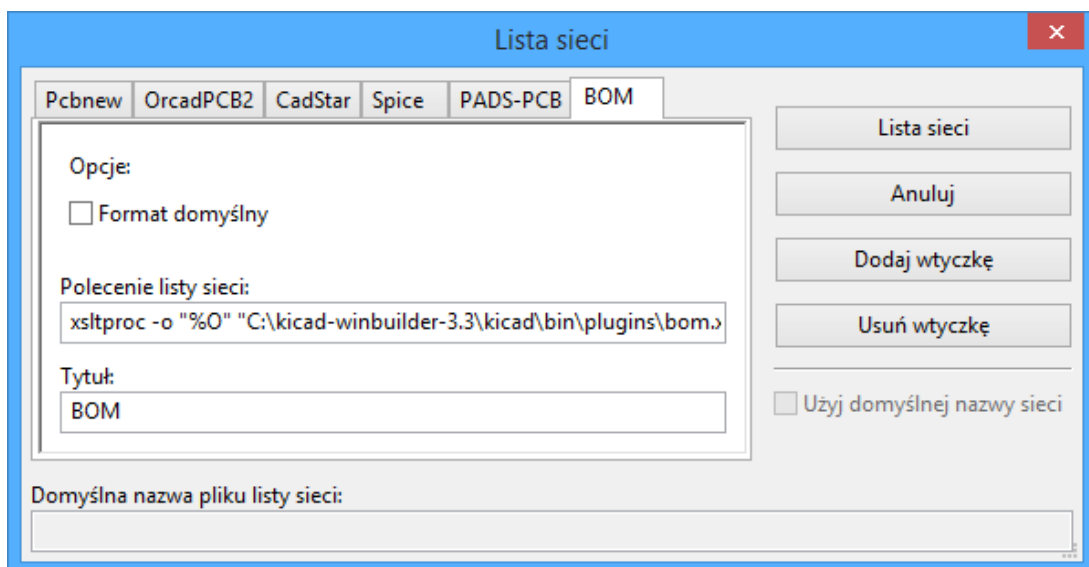 Lista sieci
Pcbnew OrcadPCB2 CadStar Spice PADS-PCB BOM
Opcje:
Format domyślny
Polecenie listy sieci:
xsltproc -o "%O" "C:\kicad-winbuilder-3.3\kicad\bin\plugins\bom.x
Tytuł:
BOM
Lista sieci
Anuluj
Dodaj wtyczkę
Usuń wtyczkę
Użyj domyślnej nazwy sieci
Domyślna nazwa pliku listy sieci: